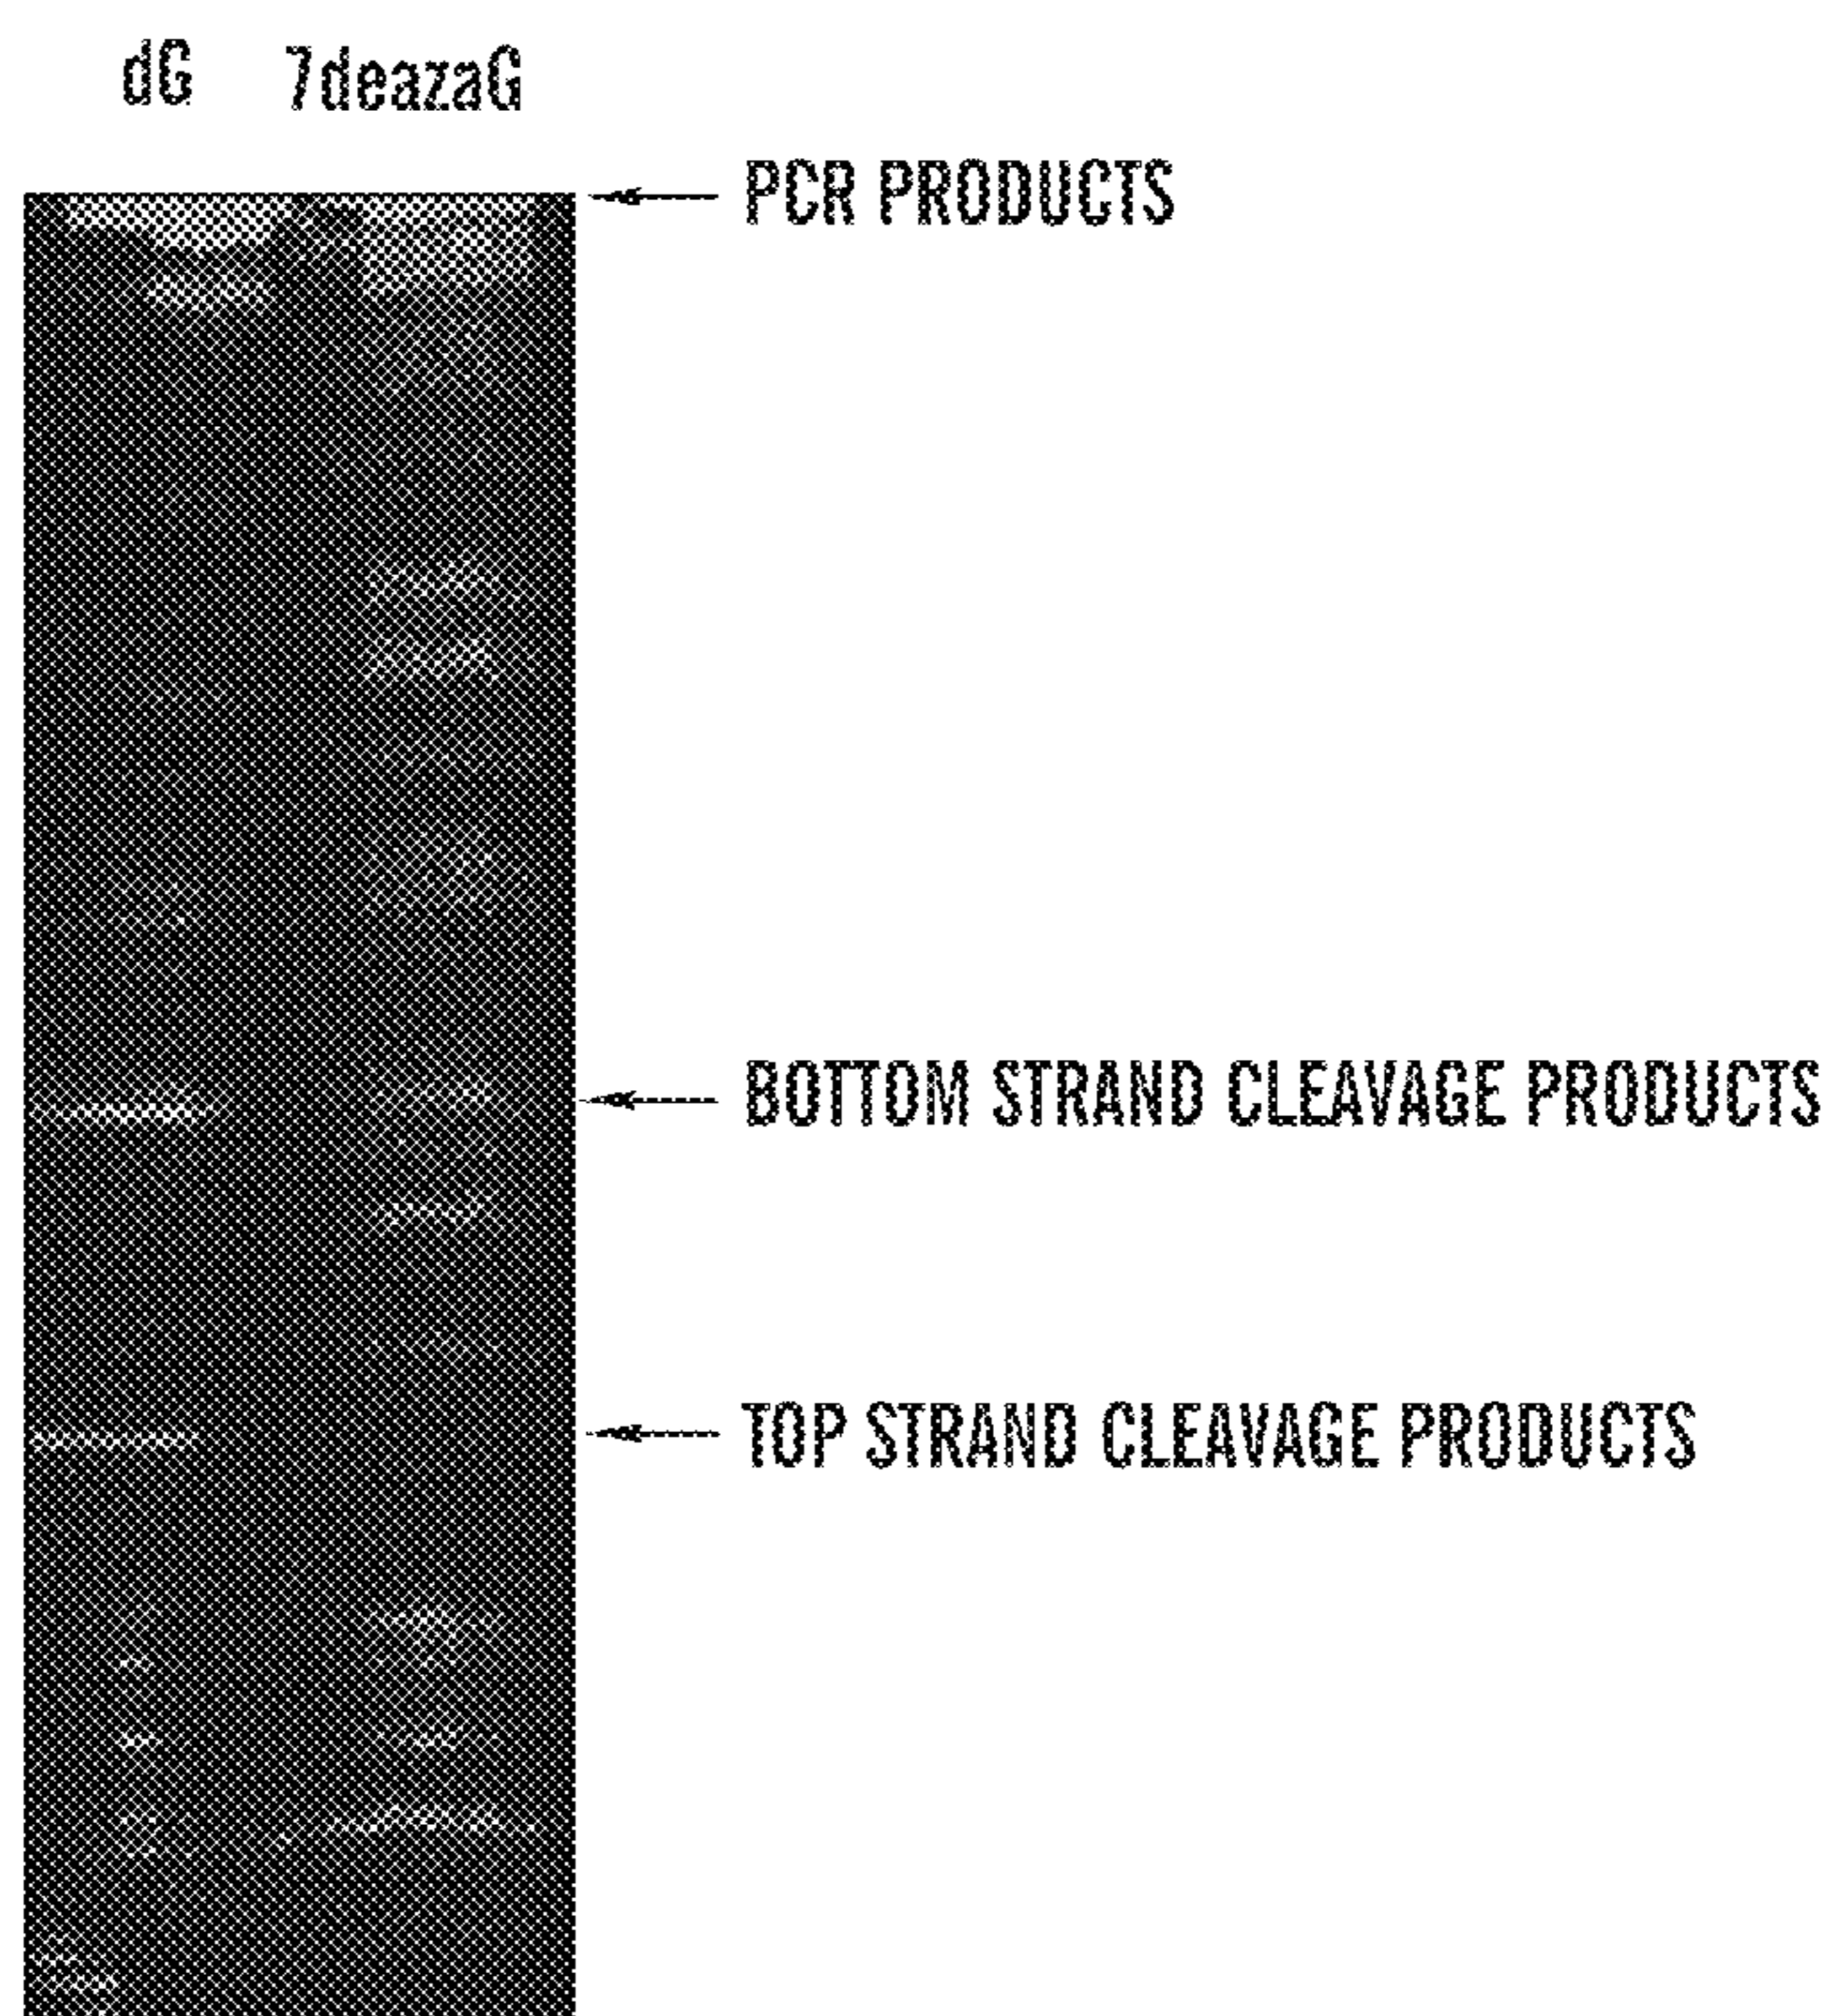 dG 7deazaG
PCR PRODUCTS
BOTTOM STRAND CLEAVAGE PRODUCTS
TOP STRAND CLEAVAGE PRODUCTS